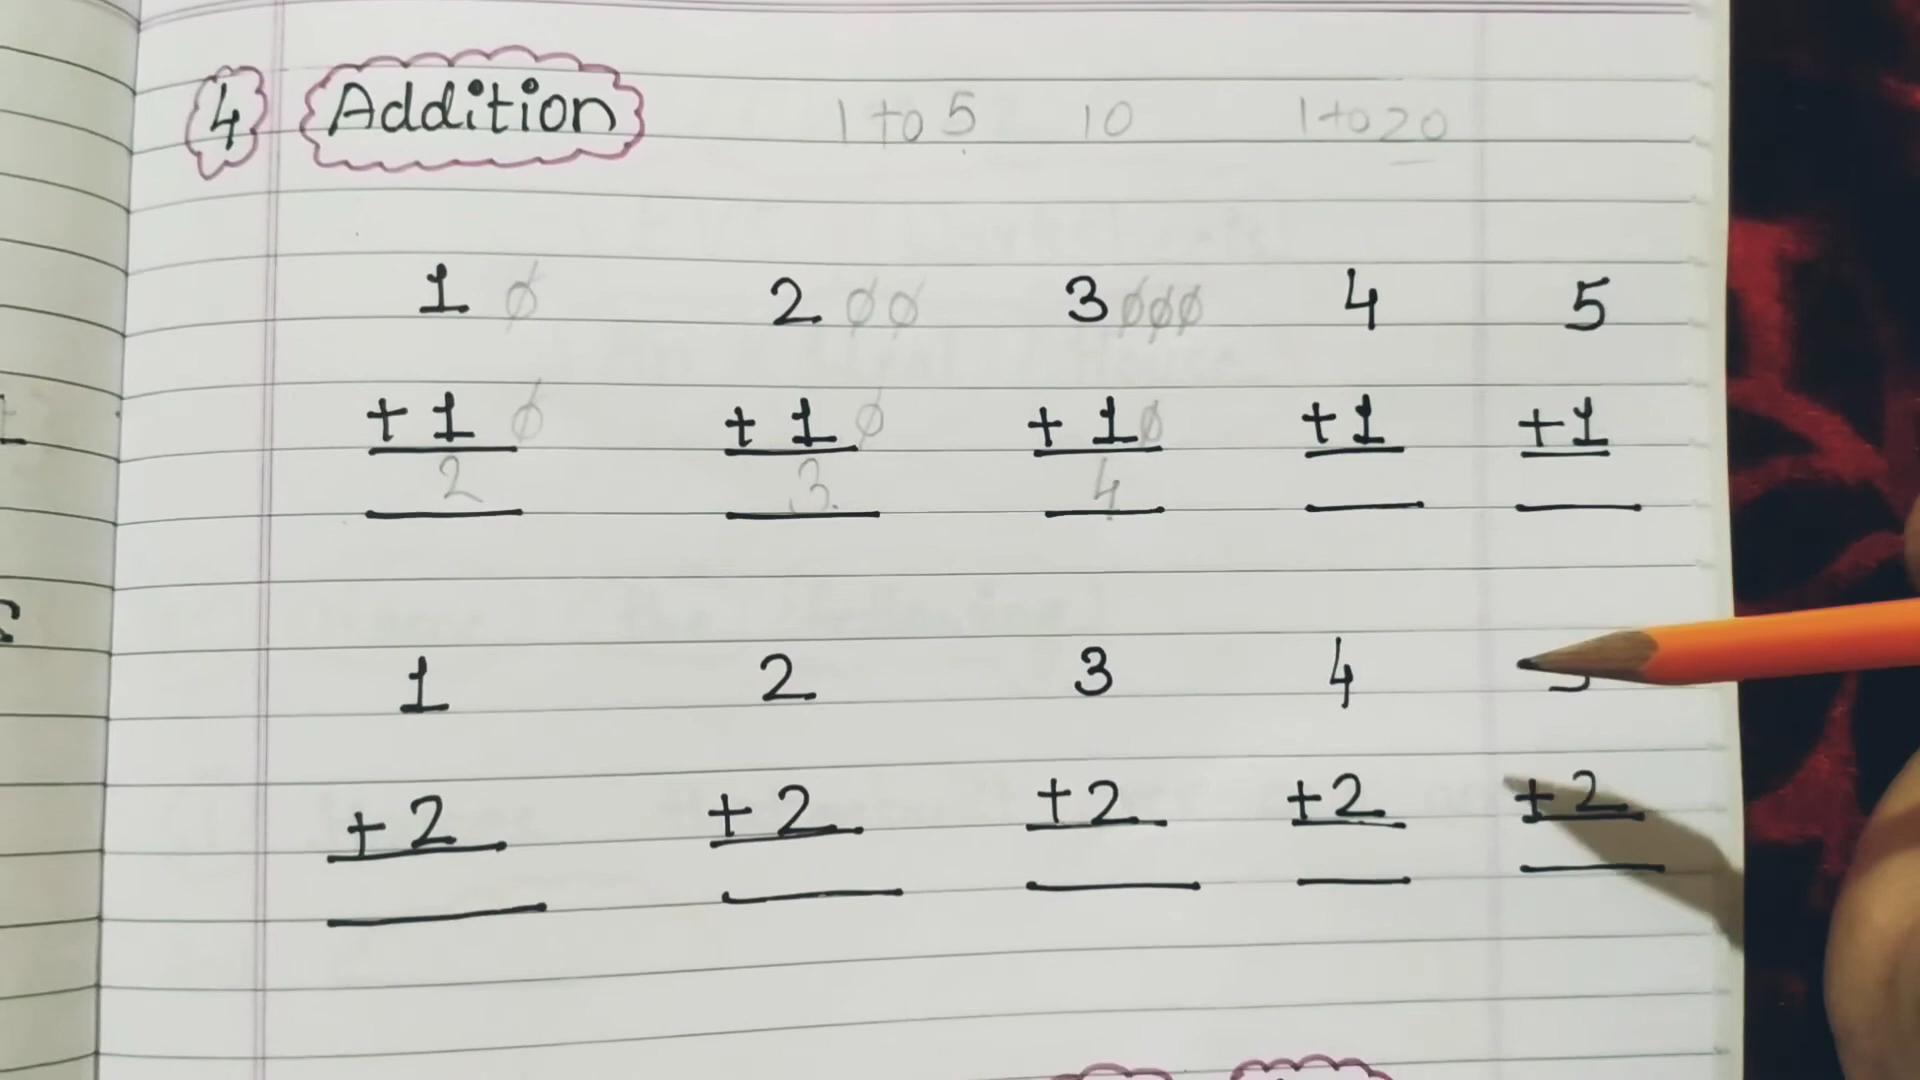 4 Addition 1 to 5 10 1 to 20
1 2 3 4 5
+1 +1 +1 +1 +1
2 3 4
1 2 3 4
+2 +2 +2 +2 +2